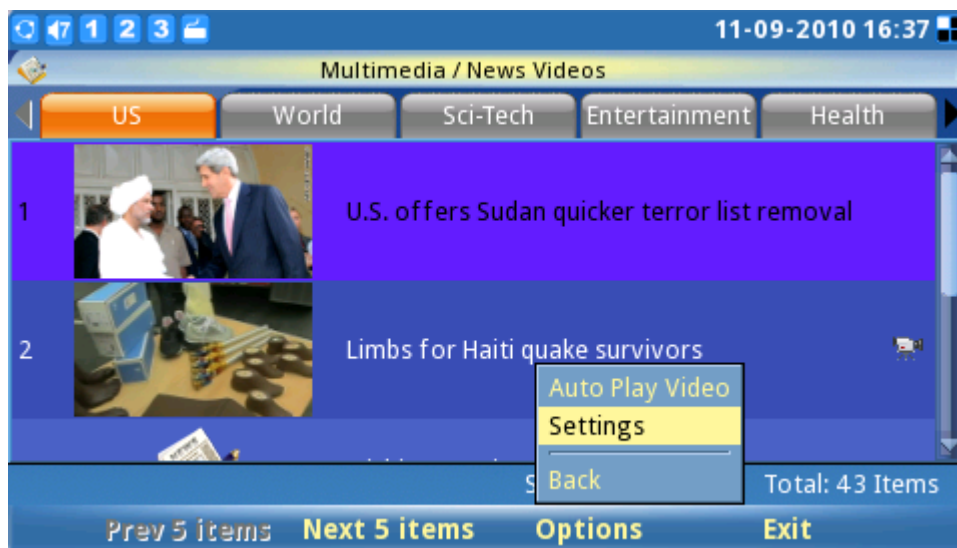 7 1 2 3 11-09-2010 16:37
Multimedia / News Videos
US World Sci-Tech Entertainment Health
1 U.S. offers Sudan quicker terror list removal
2 Limbs for Haiti quake survivors
Auto Play Video
Settings
Back
Total: 43 Items
Prev 5 items Next 5 items Options Exit